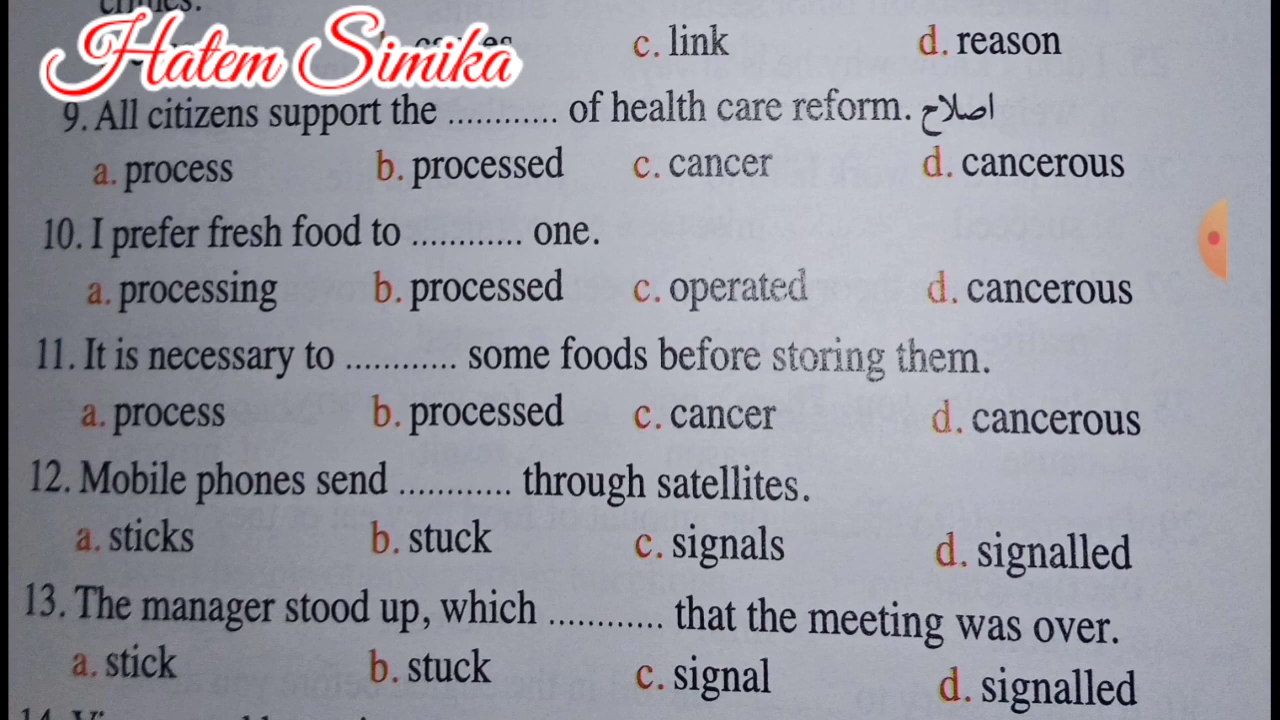 Hatem Simika
c. link d. reason
9. All citizens support the ............ of health care reform. اصلاح
a. process b. processed c. cancer d. cancerous
10. I prefer fresh food to ............ one.
a. processing b. processed c. operated d. cancerous
11. It is necessary to ............ some foods before storing them.
a. process b. processed c. cancer d. cancerous
12. Mobile phones send ............ through satellites.
a. sticks b. stuck c. signals d. signalled
13. The manager stood up, which ............ that the meeting was over.
a. stick b. stuck c. signal d. signalled